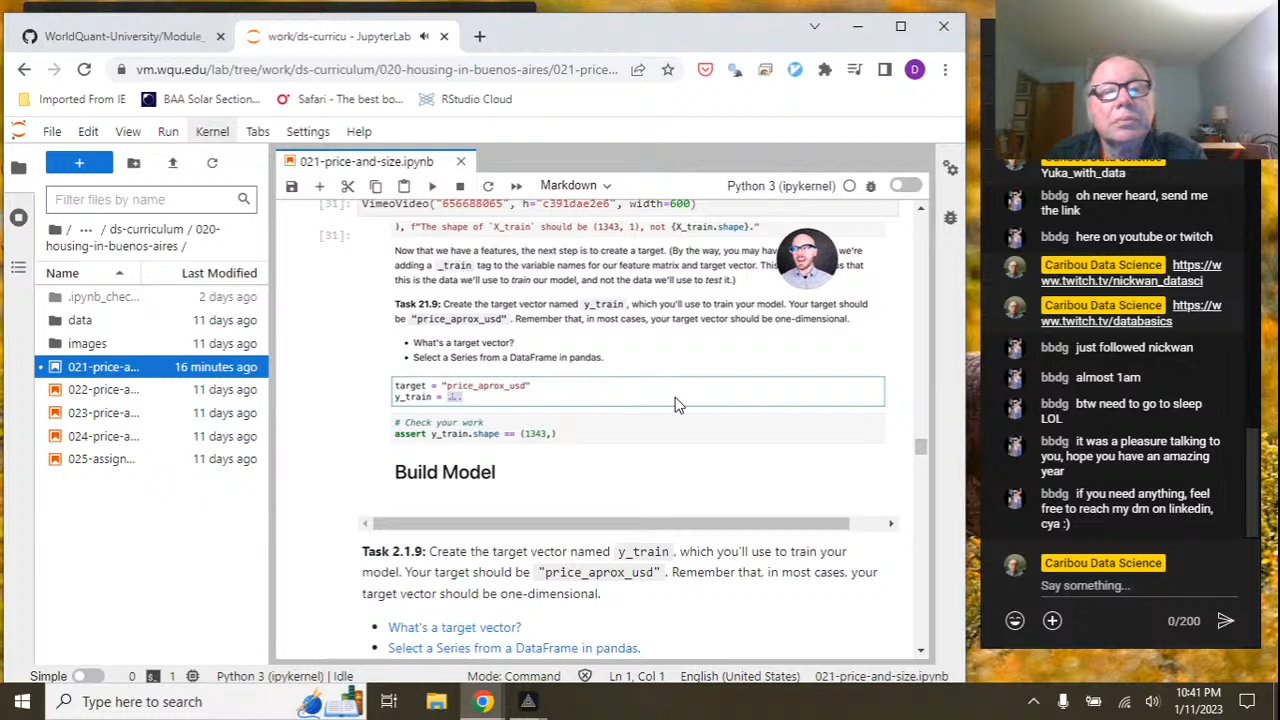 WorldQuant-University/Module_
work/ds-curricu - JupyterLab
vm.wqu.edu/lab/tree/work/ds-curriculum/020-housing-in-buenos-aires/021-price...
D
Imported From IE
BAA Solar Section...
Safari - The best bo...
RStudio Cloud
File Edit View Run Kernel Tabs Settings Help
021-price-and-size.ipynb
Markdown
Python 3 (ipykernel)
Filter files by name
/ ... / ds-curriculum / 020-
housing-in-buenos-aires /
Name Last Modified
.ipynb_chec... 2 days ago
data 11 days ago
images 11 days ago
021-price-a... 16 minutes ago
022-price-a... 11 days ago
023-price-a... 11 days ago
024-price-a... 11 days ago
025-assign... 11 days ago
[31]: VimeoVideo("656688065", h="c391dae2e6", width=600)
[31]:
), f"The shape of `X_train` should be (1343, 1), not {X_train.shape}."
Now that we have a features, the next step is to create a target. (By the way, you may hav we're
adding a _train tag to the variable names for our feature matrix and target vector. This s that
this is the data we'll use to train our model, and not the data we'll use to test it.)
Task 21.9: Create the target vector named y_train, which you'll use to train your model. Your target should
be "price_aprox_usd". Remember that, in most cases, your target vector should be one-dimensional.
• What's a target vector?
• Select a Series from a DataFrame in pandas.
target = "price_aprox_usd"
y_train = ...
# Check your work
assert y_train.shape == (1343,)
Build Model
Task 2.1.9: Create the target vector named y_train, which you'll use to train your
model. Your target should be "price_aprox_usd". Remember that, in most cases, your
target vector should be one-dimensional.
• What's a target vector?
• Select a Series from a DataFrame in pandas.
Simple 0 1 Python 3 (ipykernel) | Idle
Mode: Command Ln 1, Col 1 English (United States) 021-price-and-size.ipynb
Caribou Data Science
Yuka_with_data
bbdg oh never heard, send me
the link
bbdg here on youtube or twitch
Caribou Data Science https://w
ww.twitch.tv/nickwan_datasci
Caribou Data Science https://w
ww.twitch.tv/databasics
bbdg just followed nickwan
bbdg almost 1am
bbdg btw need to go to sleep
LOL
bbdg it was a pleasure talking to
you, hope you have an amazing
year
bbdg if you need anything, feel
free to reach my dm on linkedin,
cya :)
Caribou Data Science
Say something...
0/200
Type here to search
10:41 PM
1/11/2023